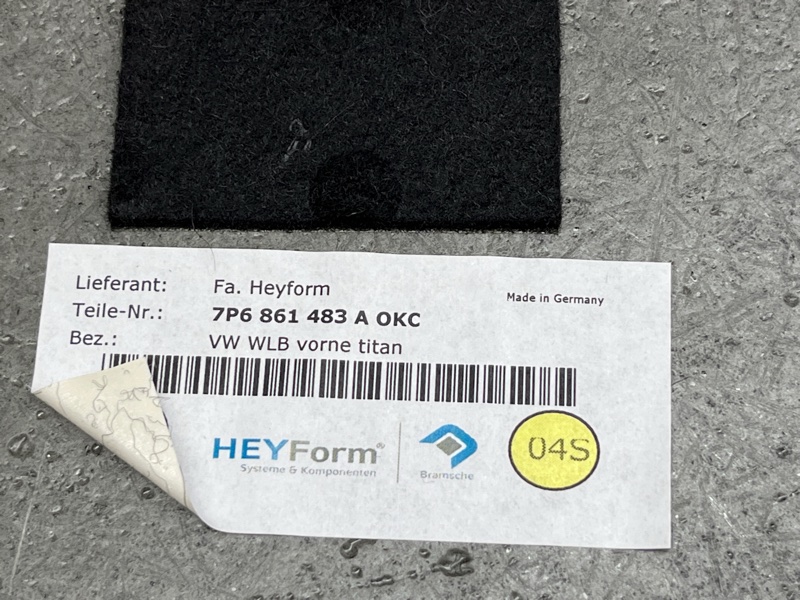 Lieferant: Fa. Heyform
Made in Germany
Teile-Nr.: 7P6 861 483 A OKC
Bez.: VW WLB vorne titan
HEYForm®
Systeme & Komponenten
Bramsche
04S